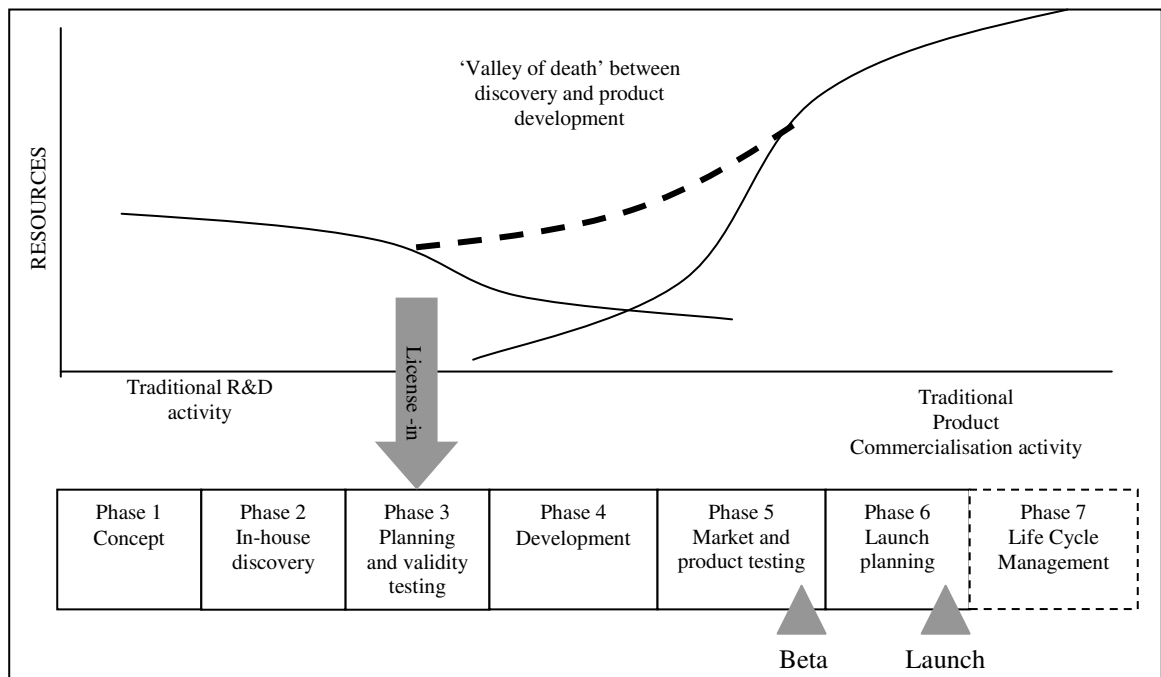 ‘Valley of death’ between
discovery and product
development
RESOURCES
Traditional R&D
activity
License -in
Traditional
Product
Commercialisation activity
Phase 1
Concept
Phase 2
In-house
discovery
Phase 3
Planning
and validity
testing
Phase 4
Development
Phase 5
Market and
product testing
Phase 6
Launch
planning
Phase 7
Life Cycle
Management
Beta
Launch